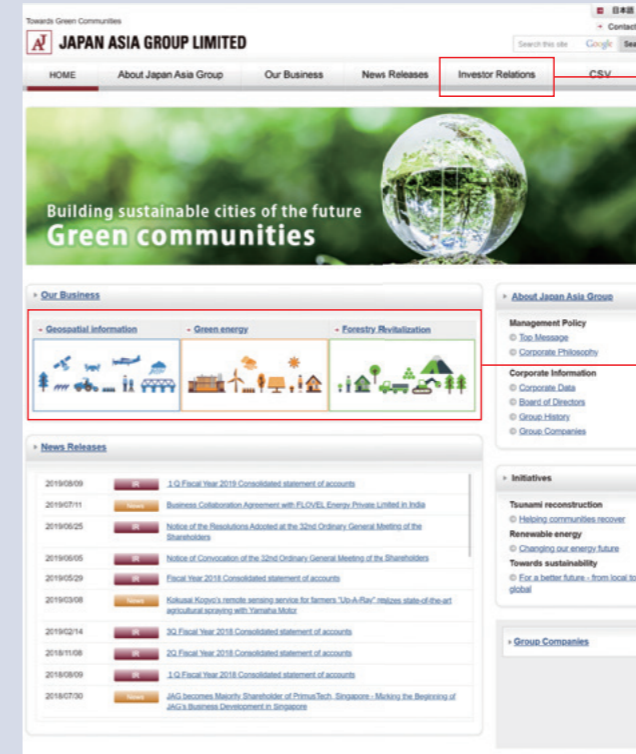 Towards Green Communities
日本語
JAPAN ASIA GROUP LIMITED
Contact
Search this site
Google
Sea
HOME
About Japan Asia Group
Our Business
News Releases
Investor Relations
CSV
Building sustainable cities of the future
Green communities
Our Business
Geospatial information
Green energy
Forestry Revitalization
News Releases
2019/08/09 IR 1 Q Fiscal Year 2019 Consolidated statement of accounts
2019/07/11 News Business Collaboration Agreement with FLOVEL Energy Private Limited in India
2019/06/25 IR Notice of the Resolutions Adopted at the 32nd Ordinary General Meeting of the
Shareholders
2019/06/05 IR Notice of Convocation of the 32nd Ordinary General Meeting of the Shareholders
2019/05/29 IR Fiscal Year 2018 Consolidated statement of accounts
2019/03/08 News Kokusai Kogyo's remote sensing service for farmers "Up-A-Ray" realizes state-of-the-art
agricultural spraying with Yamaha Motor
2019/02/14 IR 3Q Fiscal Year 2018 Consolidated statement of accounts
2018/11/08 IR 2Q Fiscal Year 2018 Consolidated statement of accounts
2018/08/09 IR 1 Q Fiscal Year 2018 Consolidated statement of accounts
2018/07/30 News JAG becomes Majority Shareholder of PrimusTech, Singapore - Marking the Beginning of
JAG's Business Development in Singapore
About Japan Asia Group
Management Policy
Top Message
Corporate Philosophy
Corporate Information
Corporate Data
Board of Directors
Group History
Group Companies
Initiatives
Tsunami reconstruction
Helping communities recover
Renewable energy
Changing our energy future
Towards sustainability
For a better future - from local to
global
Group Companies